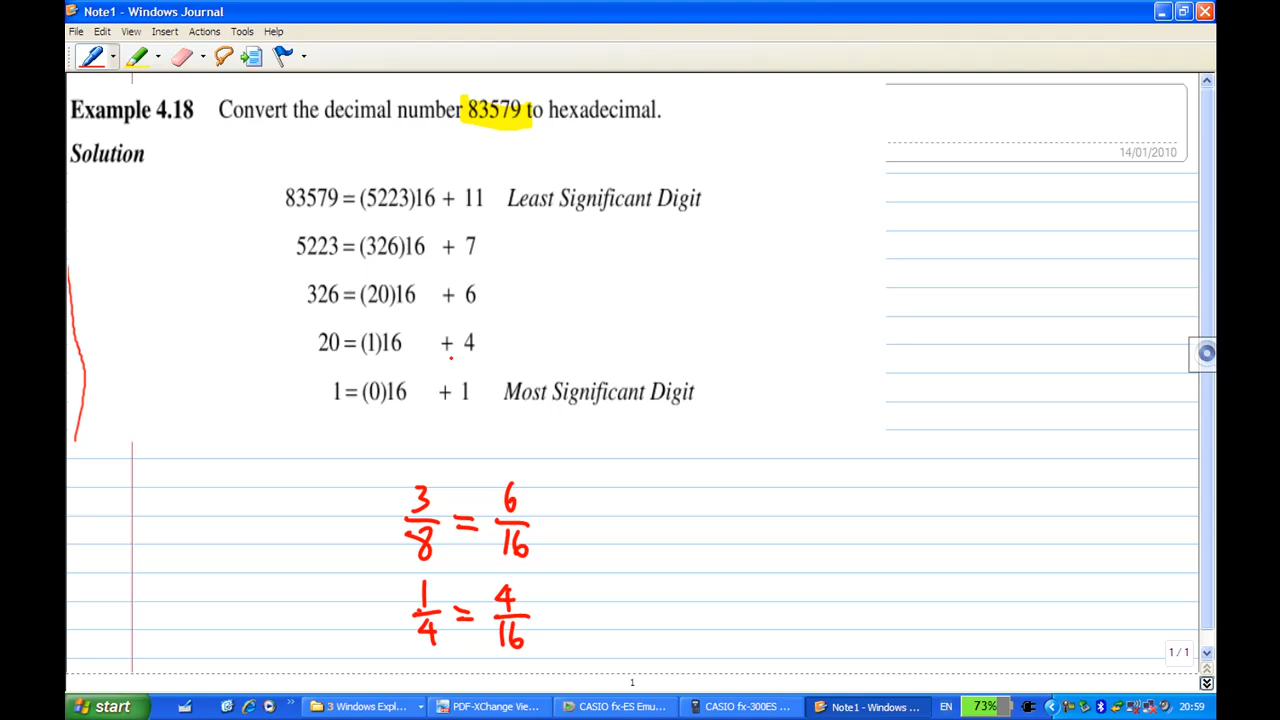 Note1 - Windows Journal
File Edit View Insert Actions Tools Help
Example 4.18 Convert the decimal number 83579 to hexadecimal.
14/01/2010
Solution
83579 = (5223)16 + 11 Least Significant Digit
5223 = (326)16 + 7
326 = (20)16 + 6
20 = (1)16 + 4
1 = (0)16 + 1 Most Significant Digit
3/8 = 6/16
1/4 = 4/16
1 / 1
1
start 3 Windows Expl... PDF-XChange Vie... CASIO fx-ES Emu... CASIO fx-300ES ... Note1 - Windows ... EN 73% 20:59